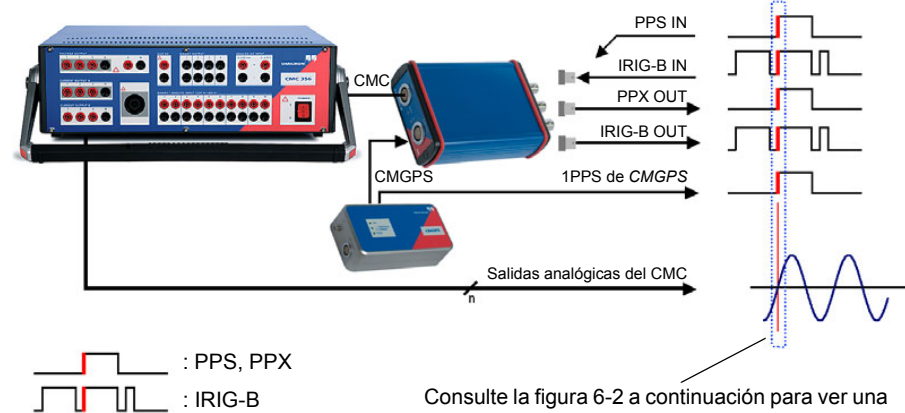 PPS IN
IRIG-B IN
CMC
PPX OUT
IRIG-B OUT
CMGPS
1PPS de CMGPS
Salidas analógicas del CMC
n
: PPS, PPX
: IRIG-B
Consulte la figura 6-2 a continuación para ver una
CMC 356